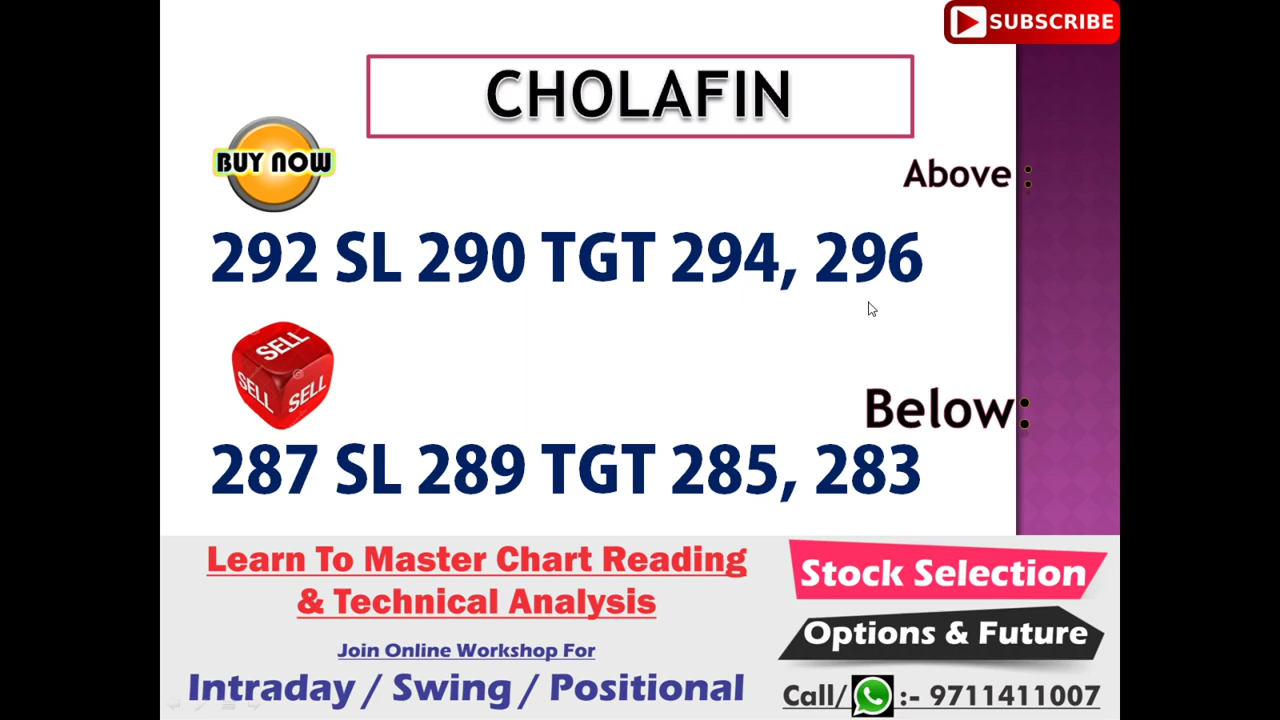 SUBSCRIBE
CHOLAFIN
BUY NOW
Above :
292 SL 290 TGT 294, 296
SELL
SELL SELL
Below:
287 SL 289 TGT 285, 283
Learn To Master Chart Reading
& Technical Analysis
Join Online Workshop For
Intraday / Swing / Positional
Stock Selection
Options & Future
Call/ :- 9711411007